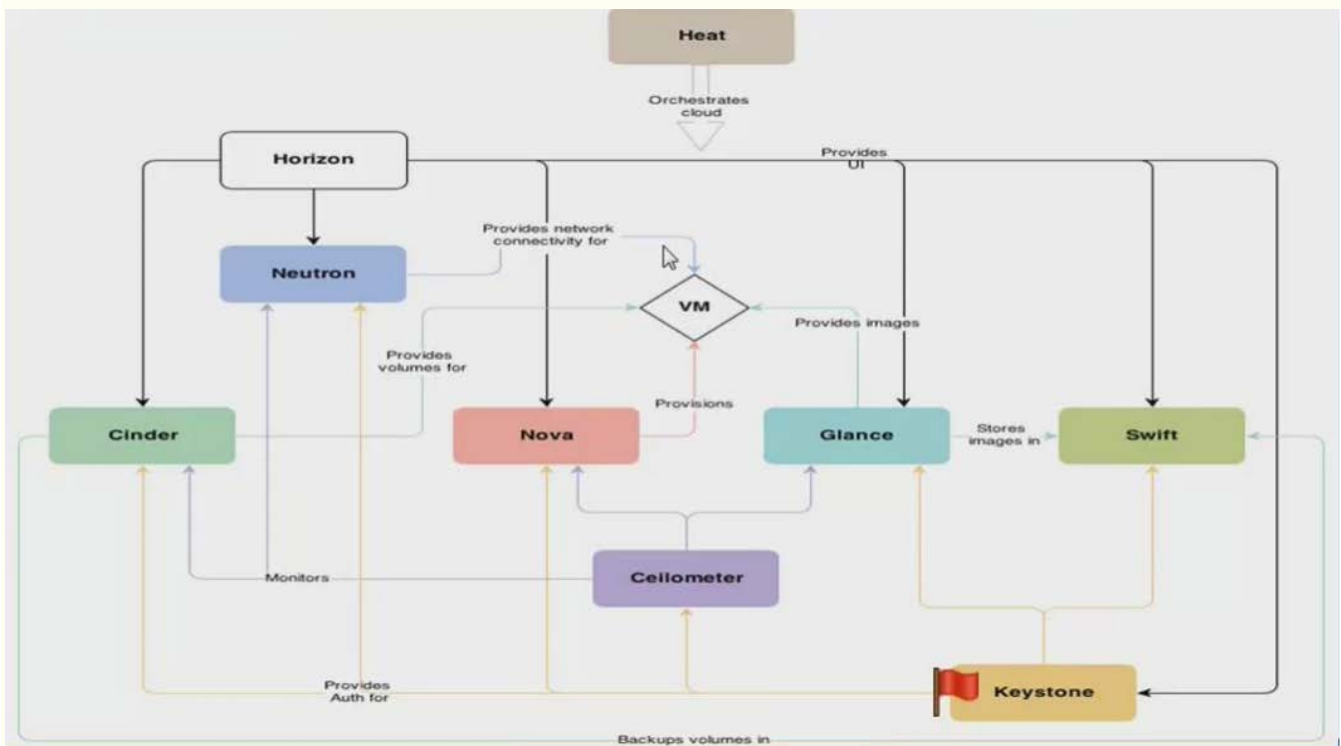 Heat
Orchestrates
cloud
Horizon
Provides
UI
Provides network
connectivity for
Neutron
VM
Provides images
Provides
volumes for
Provisions
Cinder
Nova
Glance
Stores
images in
Swift
Monitors
Ceilometer
Provides
Auth for
Keystone
Backups volumes in